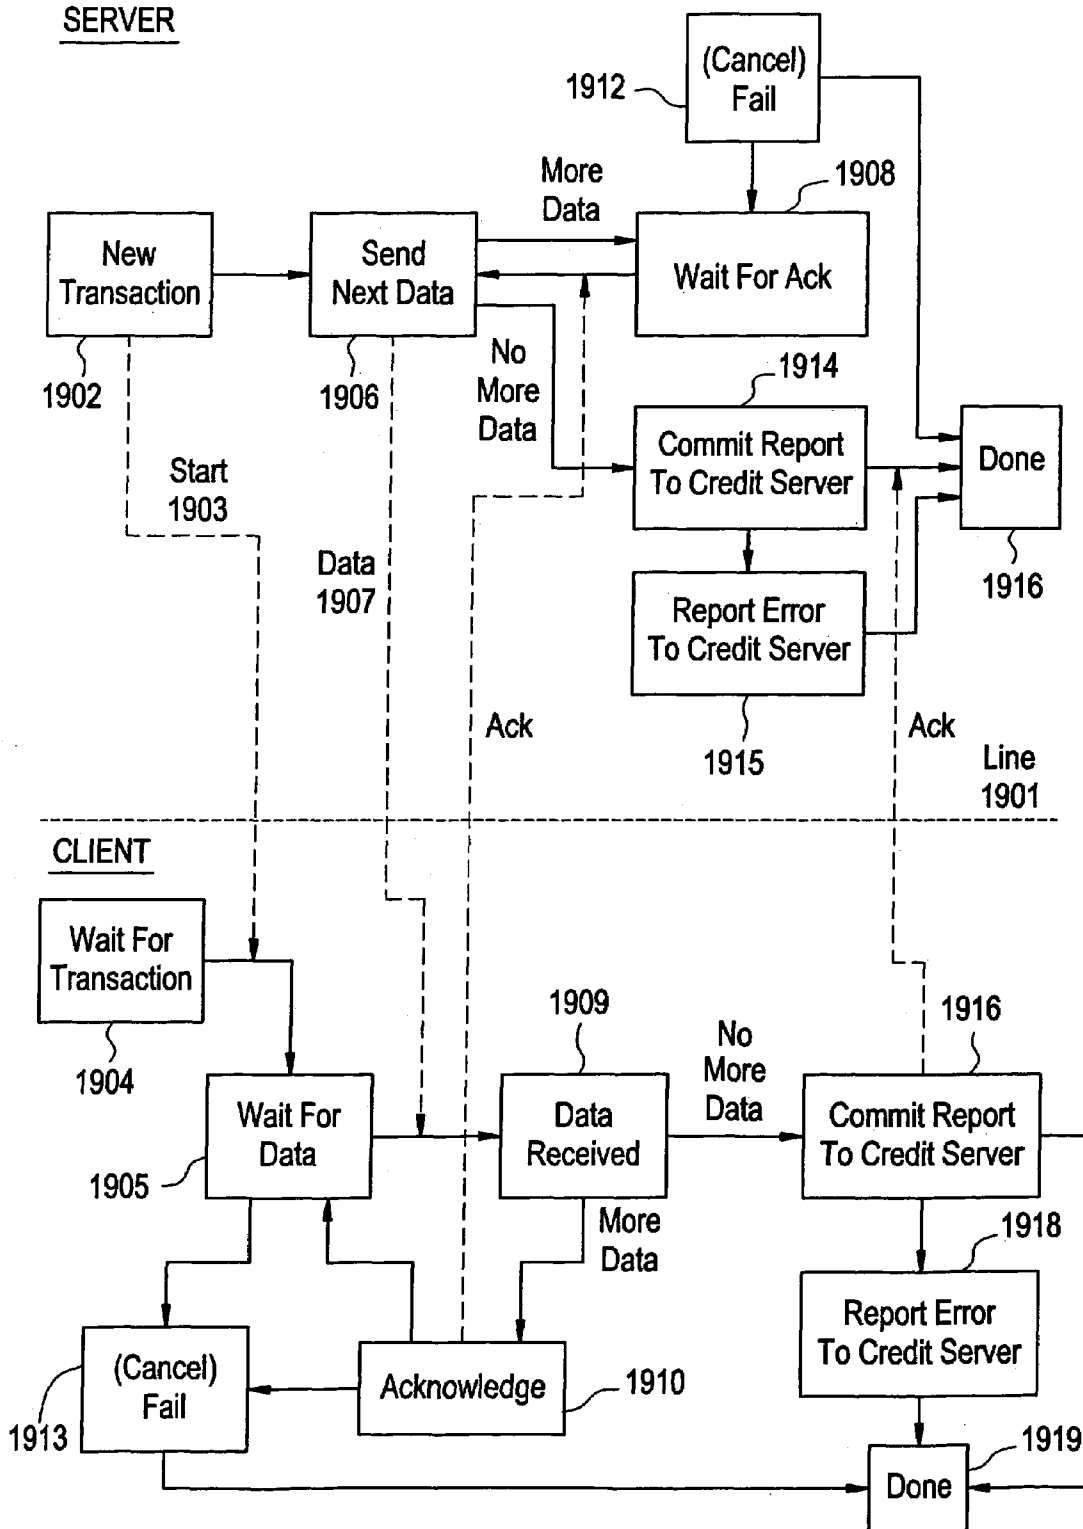 SERVER
(Cancel)
Fail
1912
1908
More
Data
New
Transaction
Send
Next Data
Wait For Ack
1902
1906
No
More
Data
1914
Start
1903
Commit Report
To Credit Server
Done
1916
Data
1907
Report Error
To Credit Server
1915
Ack
Ack
Line
1901
CLIENT
Wait For
Transaction
1904
1909
1916
No
More
Data
Wait For
Data
1905
Data
Received
Commit Report
To Credit Server
More
Data
1918
Report Error
To Credit Server
(Cancel)
Fail
1913
Acknowledge
1910
1919
Done